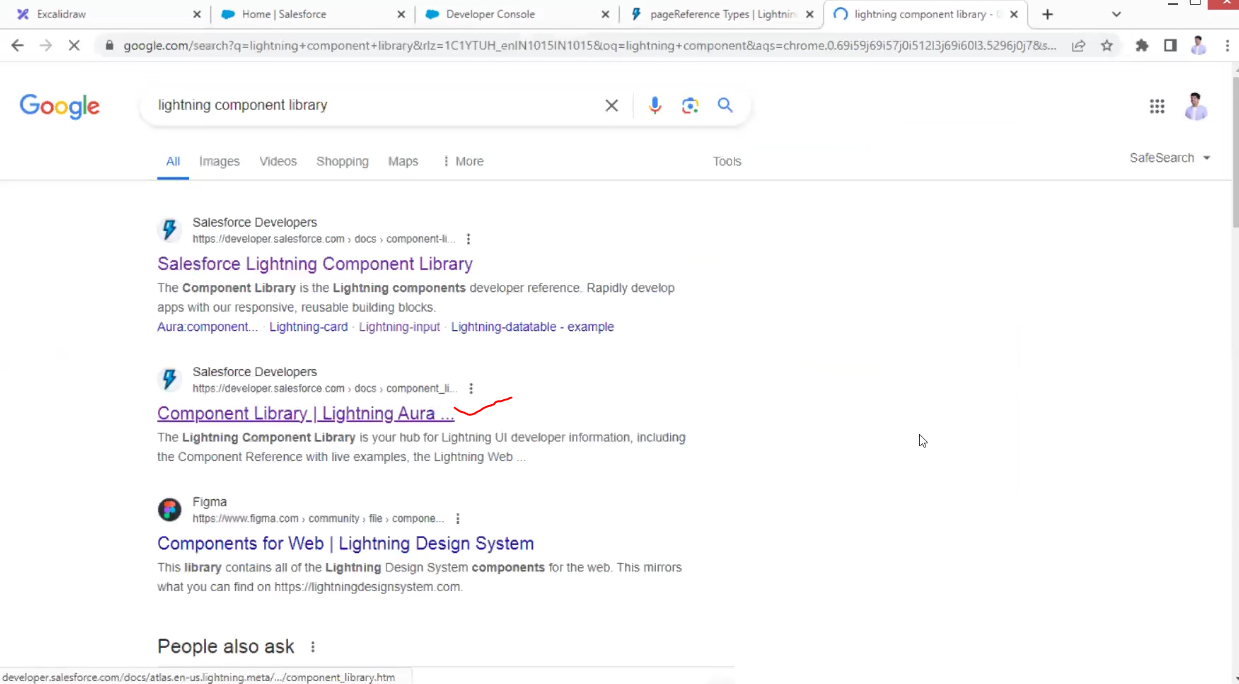 Excalidraw
Home | Salesforce
Developer Console
pageReference Types | Lightnin
lightning component library -
google.com/search?q=lightning+component+library&rlz=1C1YTUH_enIN1015IN1015&oq=lightning+component&aqs=chrome.0.69i59j69i57j0i512l3j69i60l3.5296j0j7&s...
Google
lightning component library
All
Images
Videos
Shopping
Maps
More
Tools
SafeSearch
Salesforce Developers
https://developer.salesforce.com › docs › component-li...
Salesforce Lightning Component Library
The Component Library is the Lightning components developer reference. Rapidly develop
apps with our responsive, reusable building blocks.
Aura:component... · Lightning-card · Lightning-input · Lightning-datatable - example
Salesforce Developers
https://developer.salesforce.com › docs › component_li...
Component Library | Lightning Aura ...
The Lightning Component Library is your hub for Lightning UI developer information, including
the Component Reference with live examples, the Lightning Web ...
Figma
https://www.figma.com › community › file › compone...
Components for Web | Lightning Design System
This library contains all of the Lightning Design System components for the web. This mirrors
what you can find on https://lightningdesignsystem.com.
People also ask
developer.salesforce.com/docs/atlas.en-us.lightning.meta/.../component_library.htm